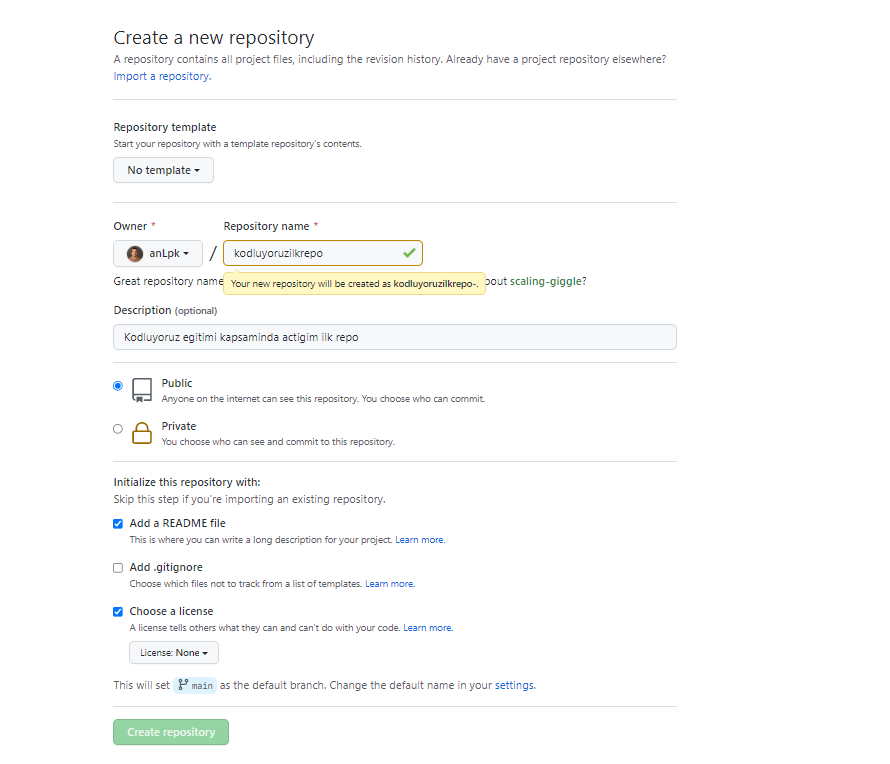 Create a new repository
A repository contains all project files, including the revision history. Already have a project repository elsewhere?
Import a repository.
Repository template
Start your repository with a template repository's contents.
No template
Owner *
Repository name *
anLpk
/
kodluyoruzilkrepo
Great repository name
Your new repository will be created as kodluyoruzilkrepo-.
bout scaling-giggle?
Description (optional)
Kodluyoruz egitimi kapsaminda actigim ilk repo
Public
Anyone on the internet can see this repository. You choose who can commit.
Private
You choose who can see and commit to this repository.
Initialize this repository with:
Skip this step if you're importing an existing repository.
Add a README file
This is where you can write a long description for your project. Learn more.
Add .gitignore
Choose which files not to track from a list of templates. Learn more.
Choose a license
A license tells others what they can and can't do with your code. Learn more.
License: None
This will set main as the default branch. Change the default name in your settings.
Create repository